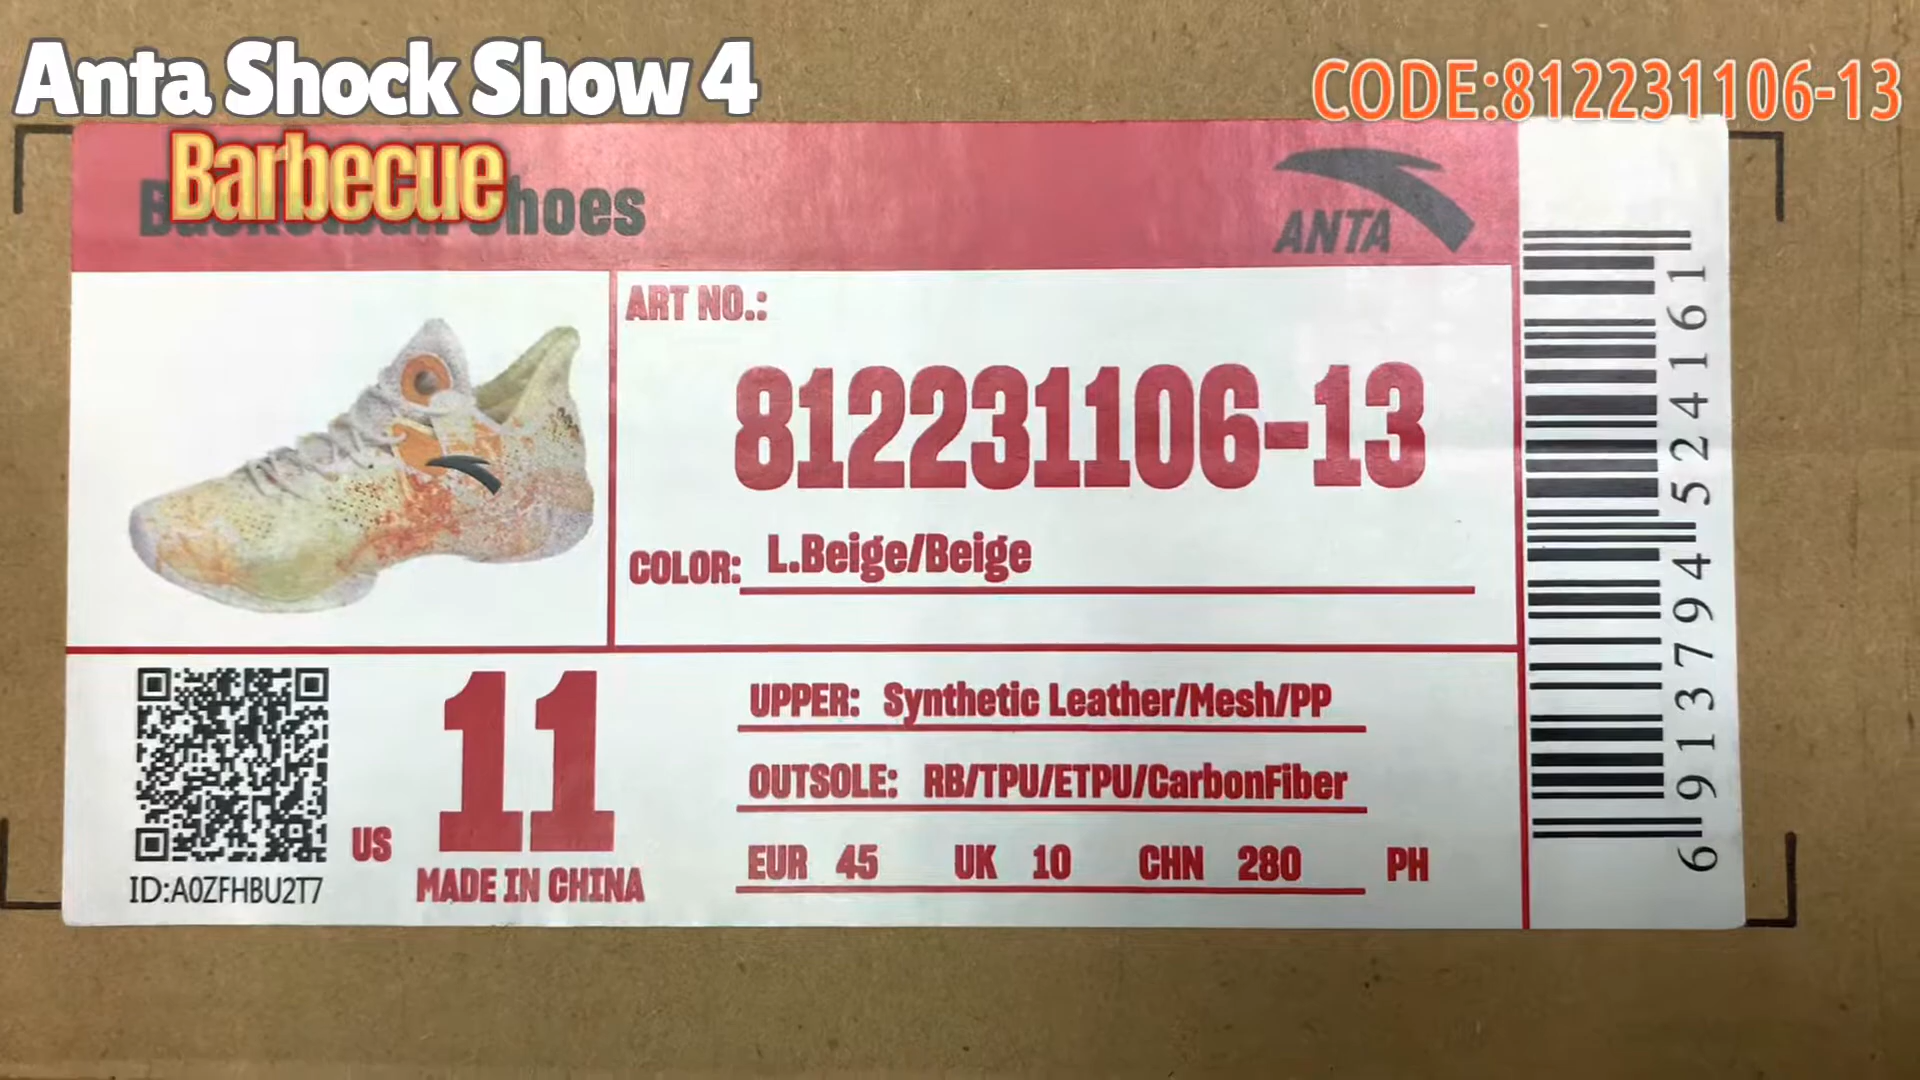 Anta Shock Show 4
CODE:812231106-13
Barbecue
Shoes
ANTA
ART NO.:
812231106-13
COLOR: L.Beige/Beige
US 11
MADE IN CHINA
ID:A0ZFHBU2T7
UPPER: Synthetic Leather/Mesh/PP
OUTSOLE: RB/TPU/ETPU/CarbonFiber
EUR 45 UK 10 CHN 280 PH
6913794524161